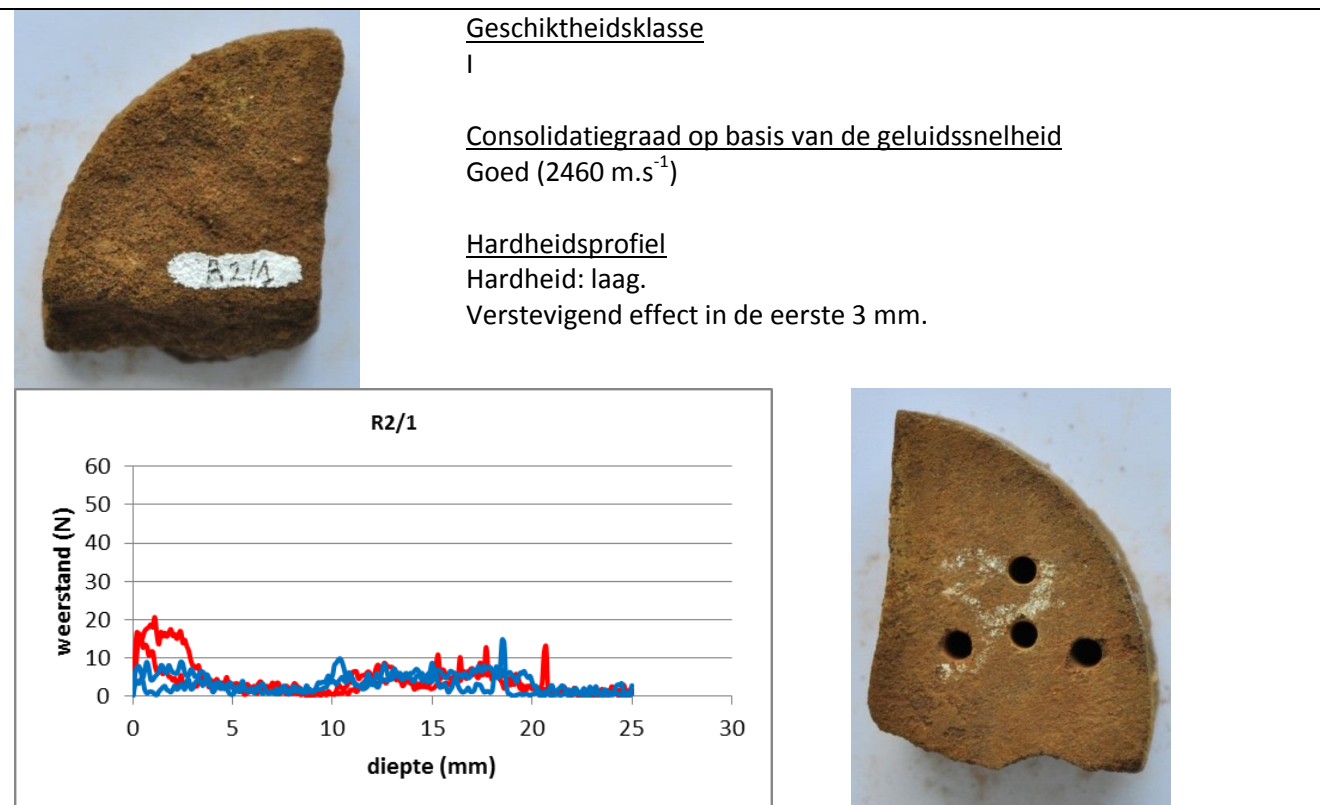 Geschiktheidsklasse
I
Consolidatiegraad op basis van de geluidssnelheid
Goed (2460 m.s⁻¹)
Hardheidsprofiel
Hardheid: laag.
Verstevigend effect in de eerste 3 mm.
R2/1
R2/1
weerstand (N)
60
50
40
30
20
10
0
0 5 10 15 20 25 30
diepte (mm)